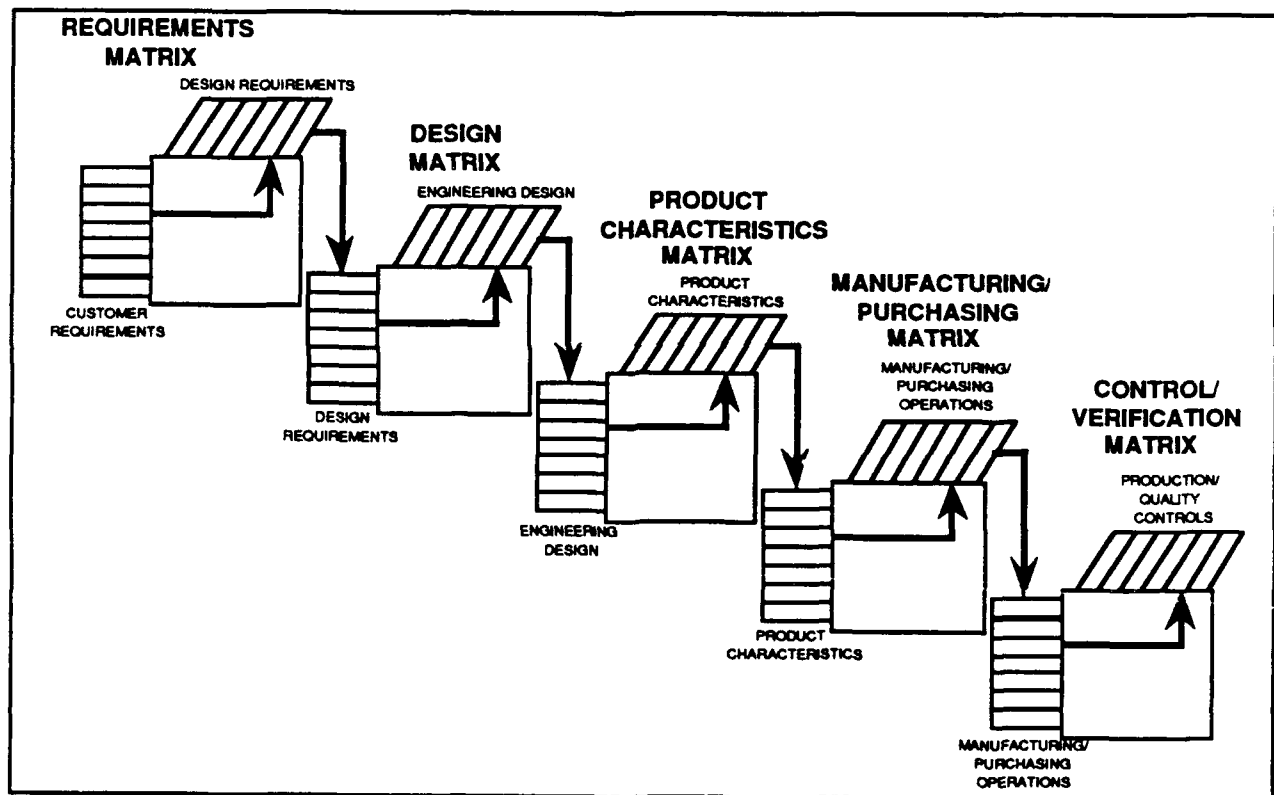 REQUIREMENTS
MATRIX
DESIGN REQUIREMENTS
CUSTOMER
REQUIREMENTS
DESIGN
MATRIX
ENGINEERING DESIGN
DESIGN
REQUIREMENTS
PRODUCT
CHARACTERISTICS
MATRIX
PRODUCT
CHARACTERISTICS
ENGINEERING
DESIGN
MANUFACTURING/
PURCHASING
MATRIX
MANUFACTURING/
PURCHASING
OPERATIONS
PRODUCT
CHARACTERISTICS
CONTROL/
VERIFICATION
MATRIX
PRODUCTION/
QUALITY
CONTROLS
MANUFACTURING/
PURCHASING
OPERATIONS